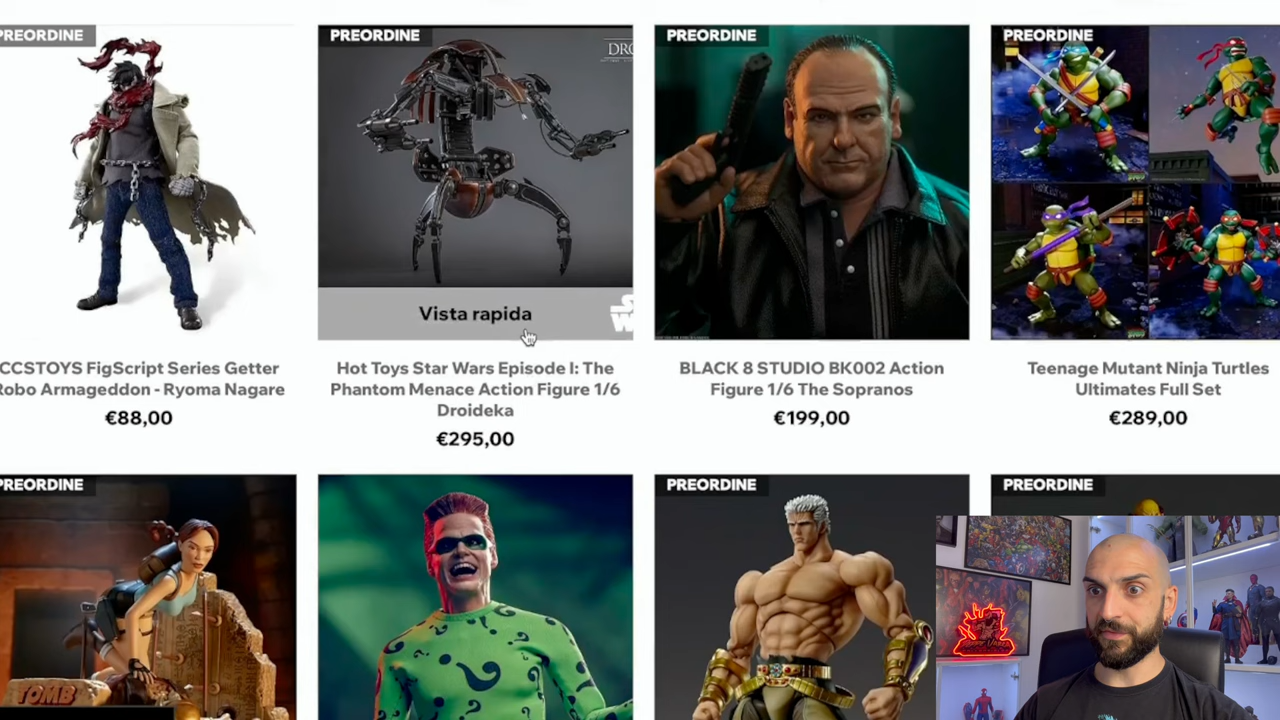 PREORDINE
PREORDINE
PREORDINE
PREORDINE
DRO
Vista rapida
CCSTOYS FigScript Series Getter
Robo Armageddon - Ryoma Nagare
€88,00
Hot Toys Star Wars Episode I: The
Phantom Menace Action Figure 1/6
Droideka
€295,00
BLACK 8 STUDIO BK002 Action
Figure 1/6 The Sopranos
€199,00
Teenage Mutant Ninja Turtles
Ultimates Full Set
€289,00
PREORDINE
PREORDINE
PREORDINE
TOMB